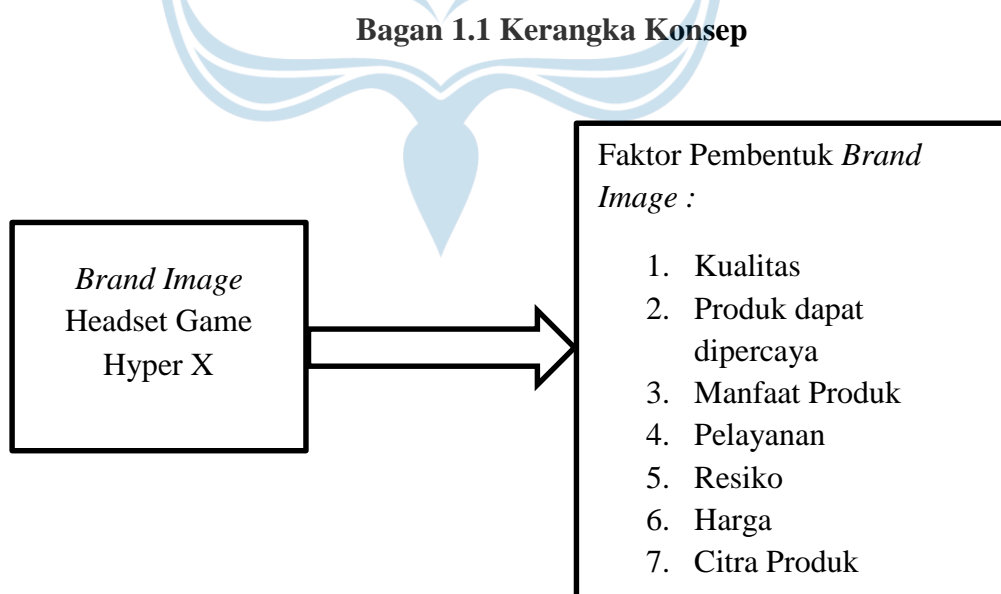 Bagan 1.1 Kerangka Konsep
Brand Image
Headset Game
Hyper X
Faktor Pembentuk Brand
Image :
1. Kualitas
2. Produk dapat
dipercaya
3. Manfaat Produk
4. Pelayanan
5. Resiko
6. Harga
7. Citra Produk